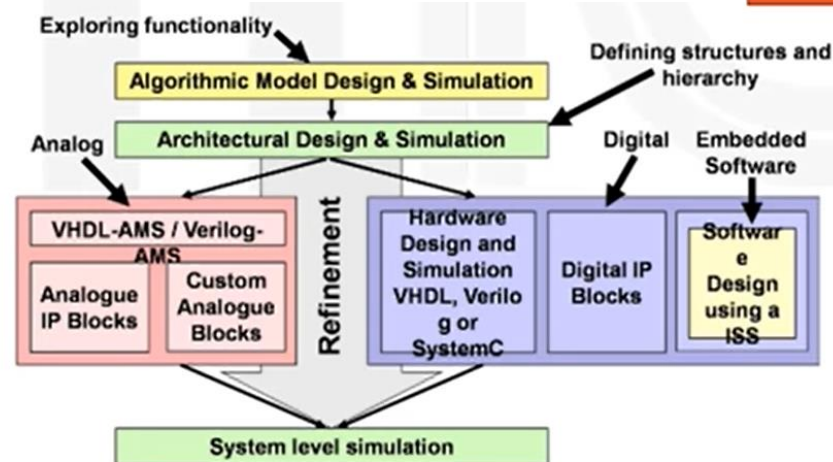 Exploring functionality
Algorithmic Model Design & Simulation
Defining structures and
hierarchy
Architectural Design & Simulation
Analog
Digital
Embedded
Software
VHDL-AMS / Verilog-
AMS
Analogue
IP Blocks
Custom
Analogue
Blocks
Refinement
Hardware
Design and
Simulation
VHDL, Verilo
g or
SystemC
Digital IP
Blocks
Softwar
e
Design
using a
ISS
System level simulation